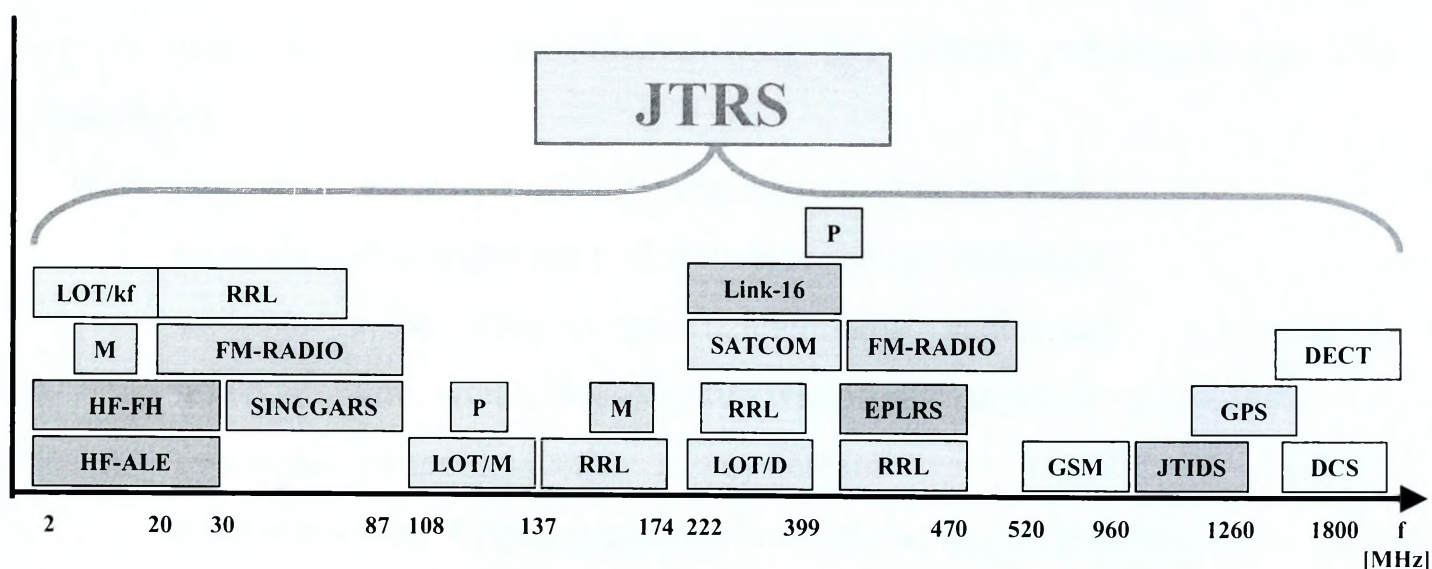 JTRS
P
LOT/kf RRL Link-16
M FM-RADIO SATCOM FM-RADIO DECT
HF-FH SINCGARS P M RRL EPLRS GPS
HF-ALE LOT/M RRL LOT/D RRL GSM JTIDS DCS
2 20 30 87 108 137 174 222 399 470 520 960 1260 1800 f
[MHz]